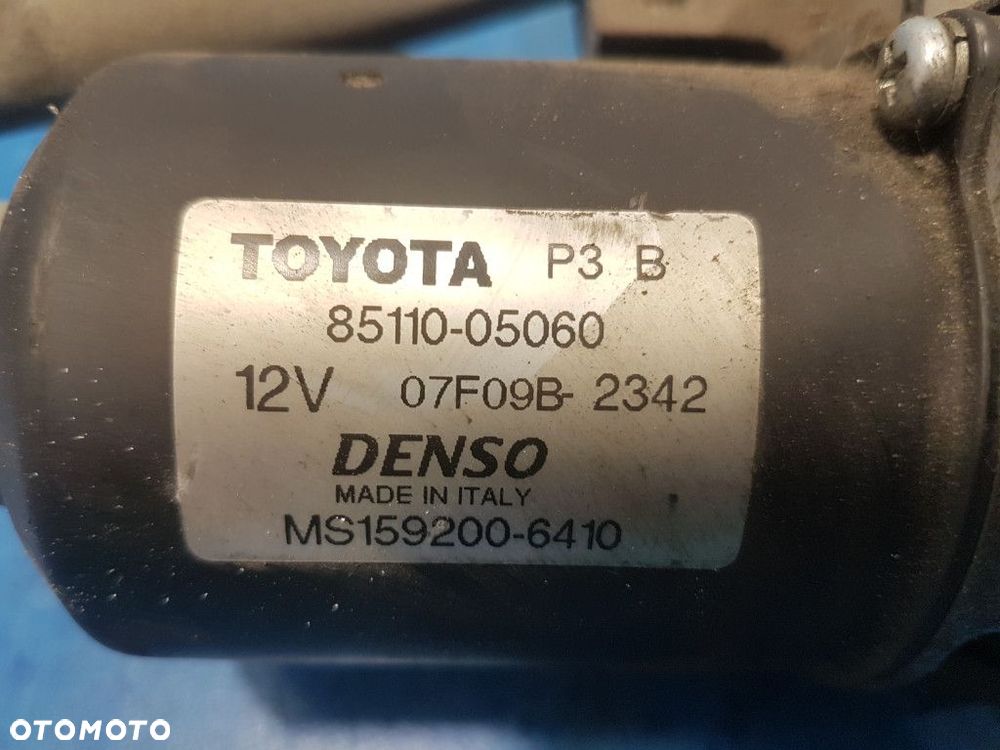 TOYOTA P3 B
85110-05060
12V 07F09B- 2342
DENSO
MADE IN ITALY
MS159200-6410
OTOMOTO